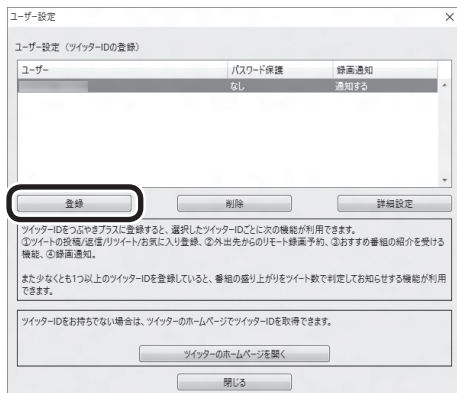 ユーザー設定
ユーザー設定（ツイッターIDの登録）
ユーザー パスワード保護 録画通知
なし 通知する
登録 削除 詳細設定
ツイッターIDをつぶやきプラスに登録すると、選択したツイッターIDごとに次の機能が利用できます。
①ツイートの投稿/返信/リツイート/お気に入り登録、②外出先からのリモート録画予約、③おすすめ番組の紹介を受ける
機能、④録画通知。
また少なくとも1つ以上のツイッターIDを登録していると、番組の盛り上がりをツイート数で判定してお知らせする機能が利用
できます。
ツイッターIDをお持ちでない場合は、ツイッターのホームページでツイッターIDを取得できます。
ツイッターのホームページを開く
閉じる